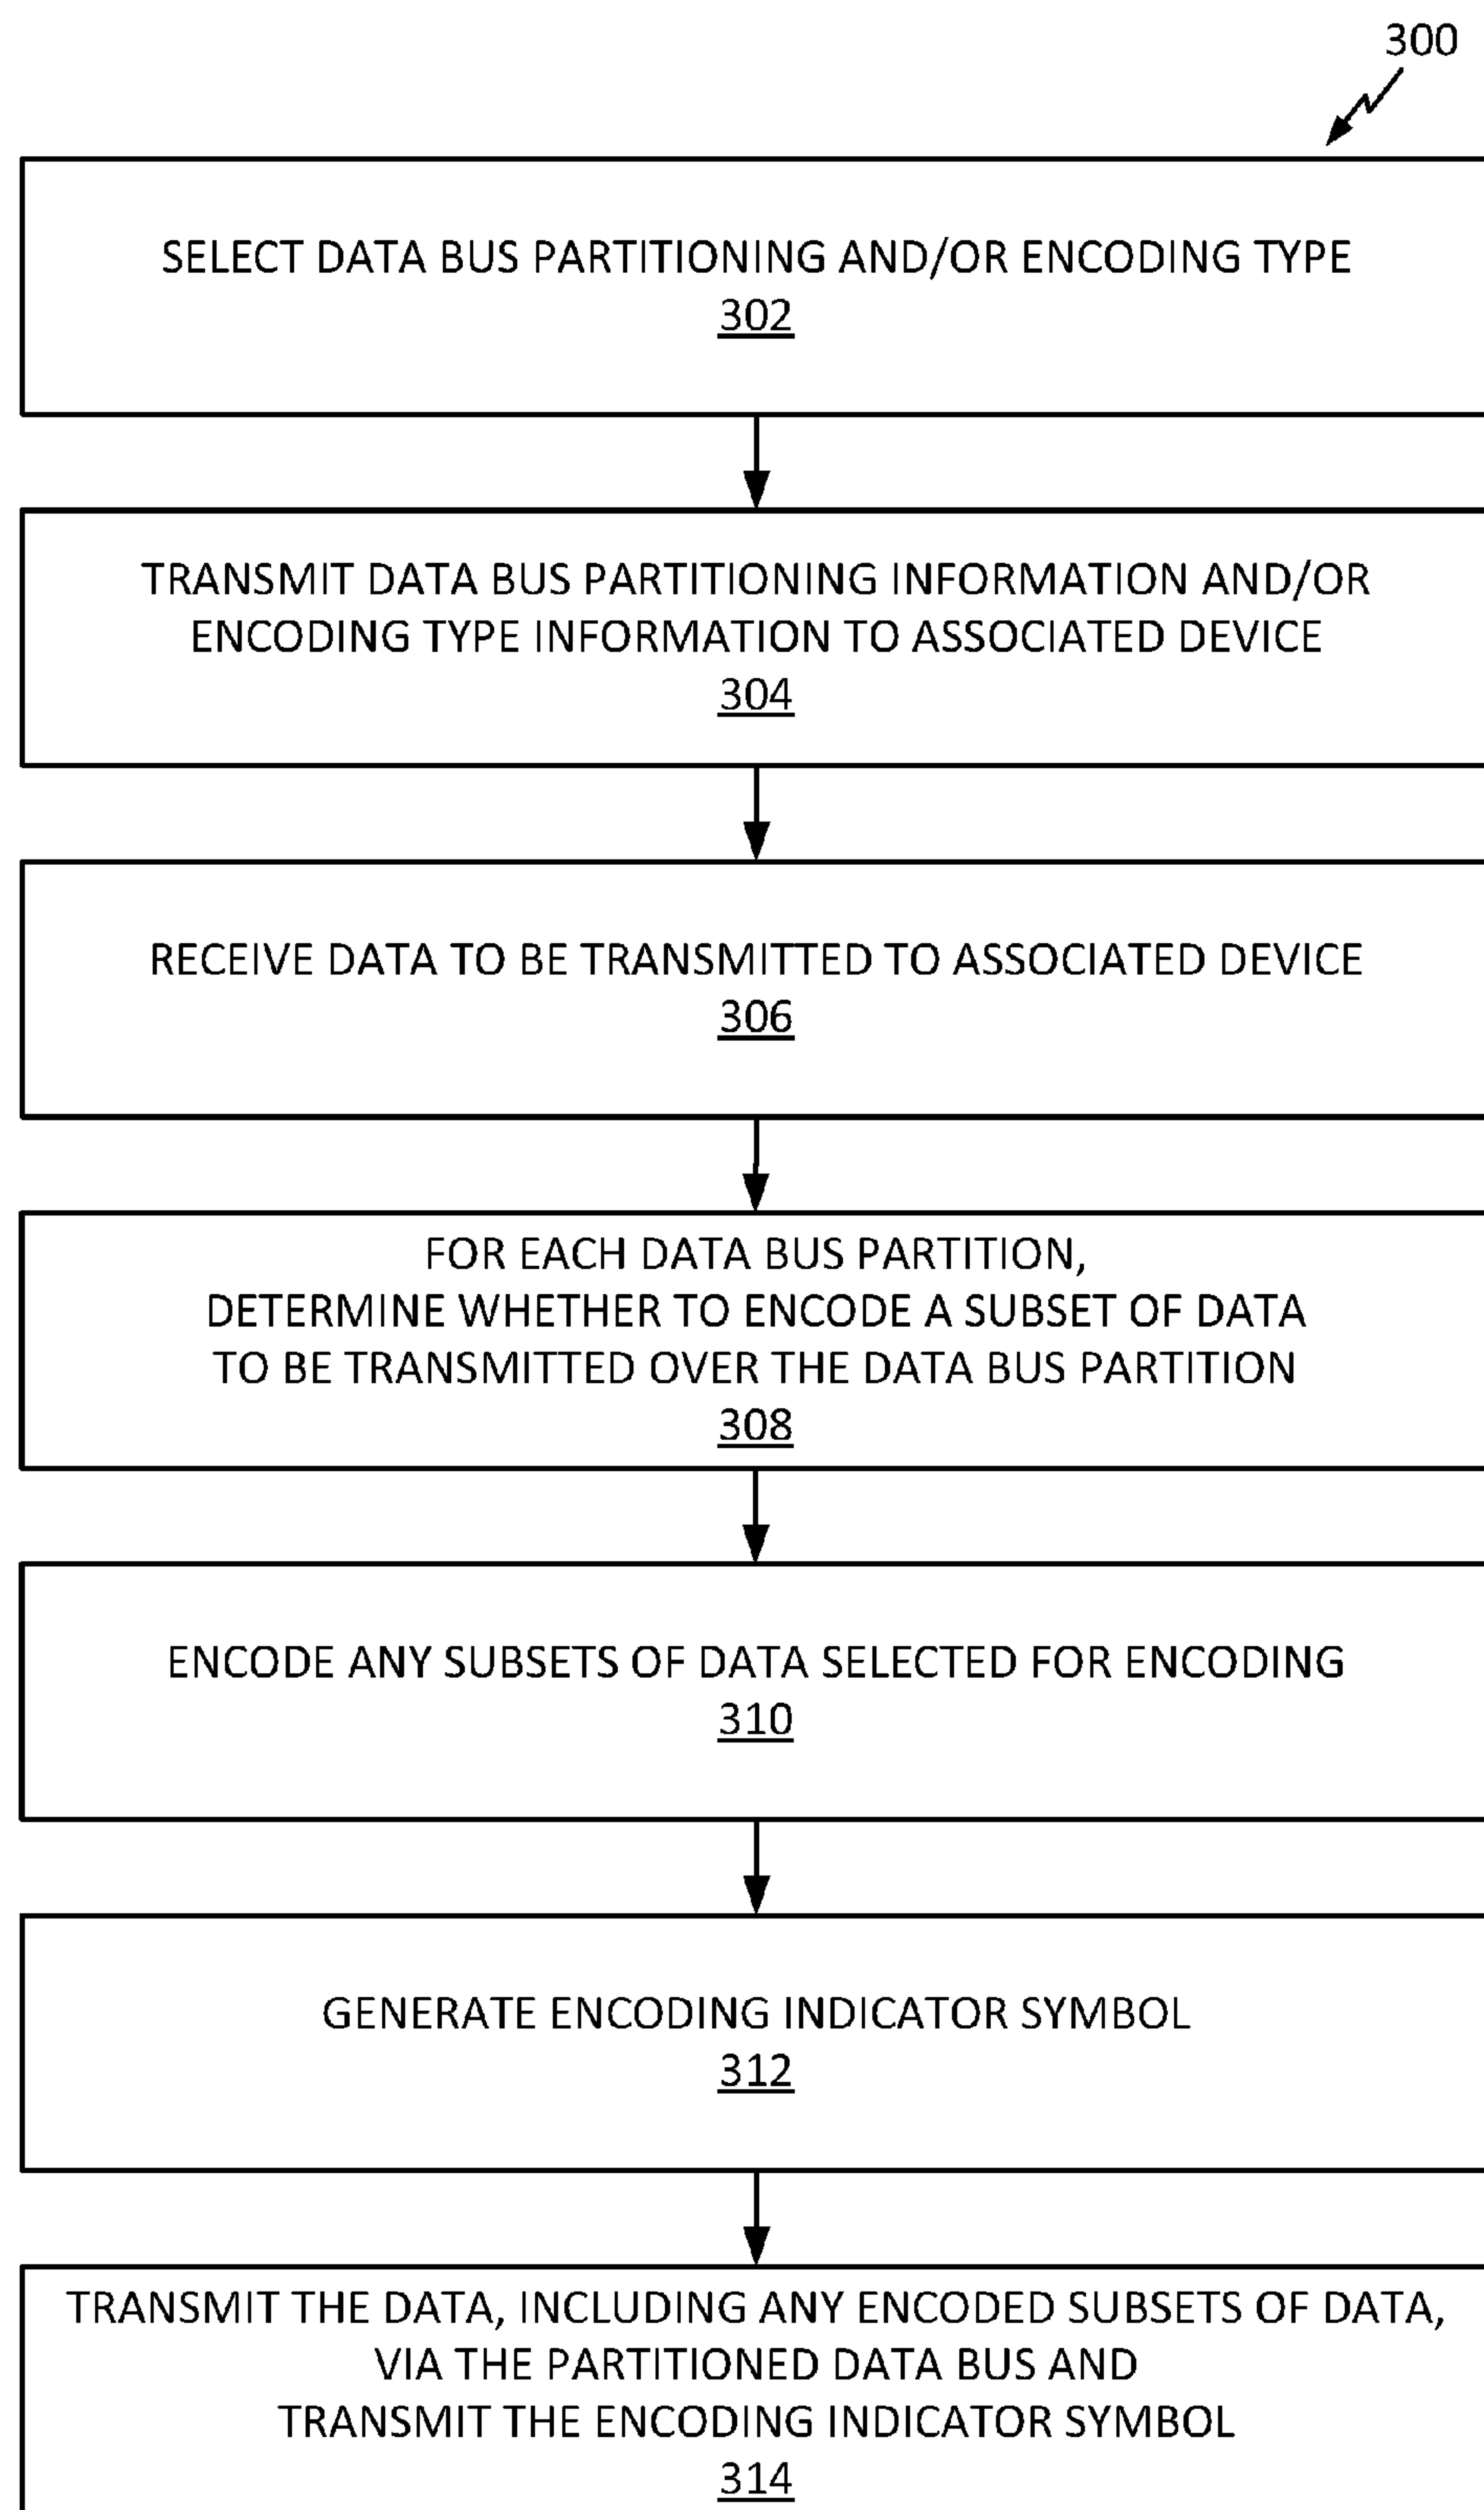 300
SELECT DATA BUS PARTITIONING AND/OR ENCODING TYPE
302
TRANSMIT DATA BUS PARTITIONING INFORMATION AND/OR
ENCODING TYPE INFORMATION TO ASSOCIATED DEVICE
304
RECEIVE DATA TO BE TRANSMITTED TO ASSOCIATED DEVICE
306
FOR EACH DATA BUS PARTITION,
DETERMINE WHETHER TO ENCODE A SUBSET OF DATA
TO BE TRANSMITTED OVER THE DATA BUS PARTITION
308
ENCODE ANY SUBSETS OF DATA SELECTED FOR ENCODING
310
GENERATE ENCODING INDICATOR SYMBOL
312
TRANSMIT THE DATA, INCLUDING ANY ENCODED SUBSETS OF DATA,
VIA THE PARTITIONED DATA BUS AND
TRANSMIT THE ENCODING INDICATOR SYMBOL
314